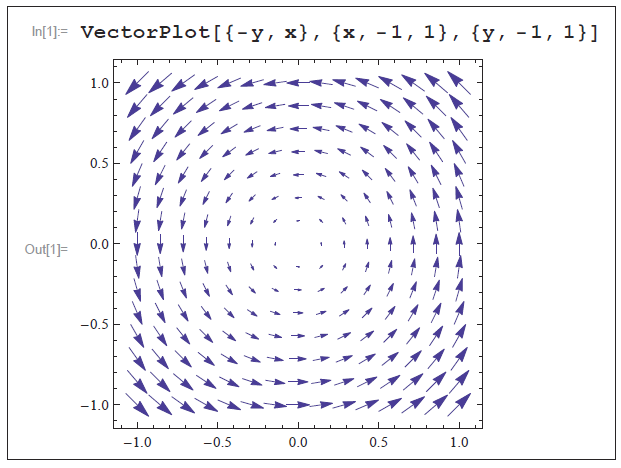 In[1]:= VectorPlot[{-y, x}, {x, -1, 1}, {y, -1, 1}]
1.0
0.5
Out[1]= 0.0
−0.5
−1.0
−1.0 −0.5 0.0 0.5 1.0